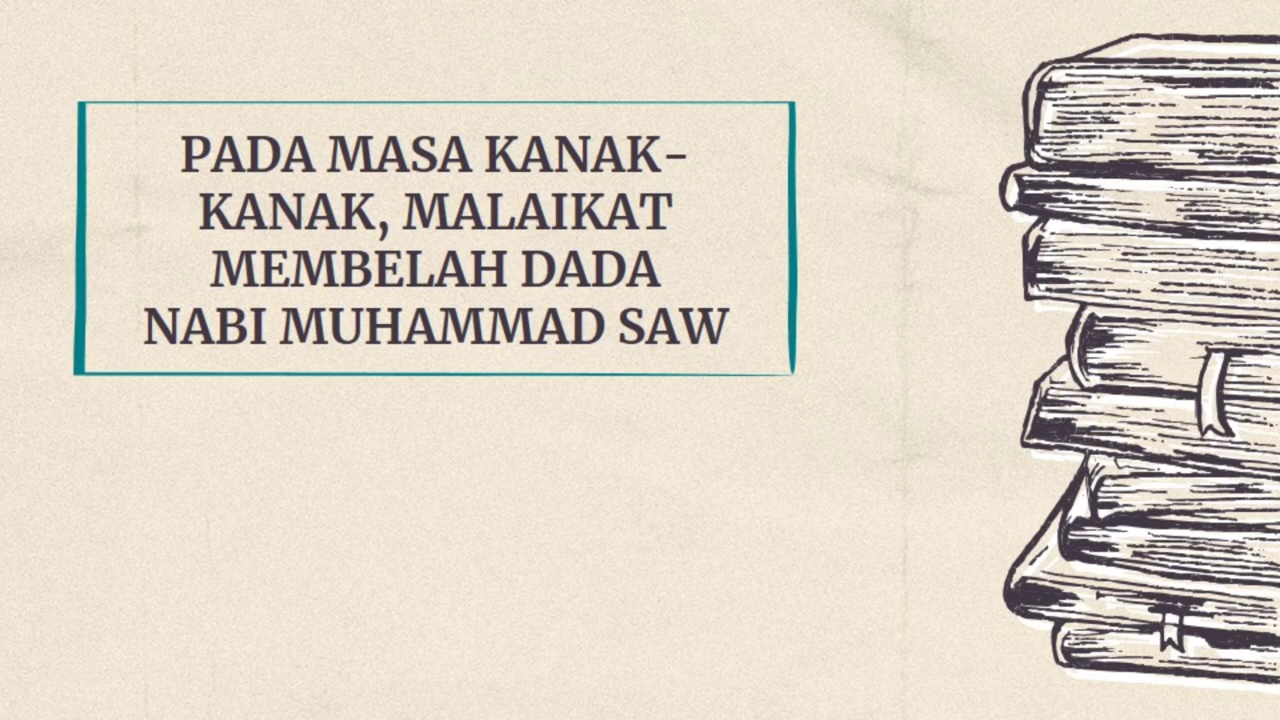 PADA MASA KANAK-
KANAK, MALAIKAT
MEMBELAH DADA
NABI MUHAMMAD SAW